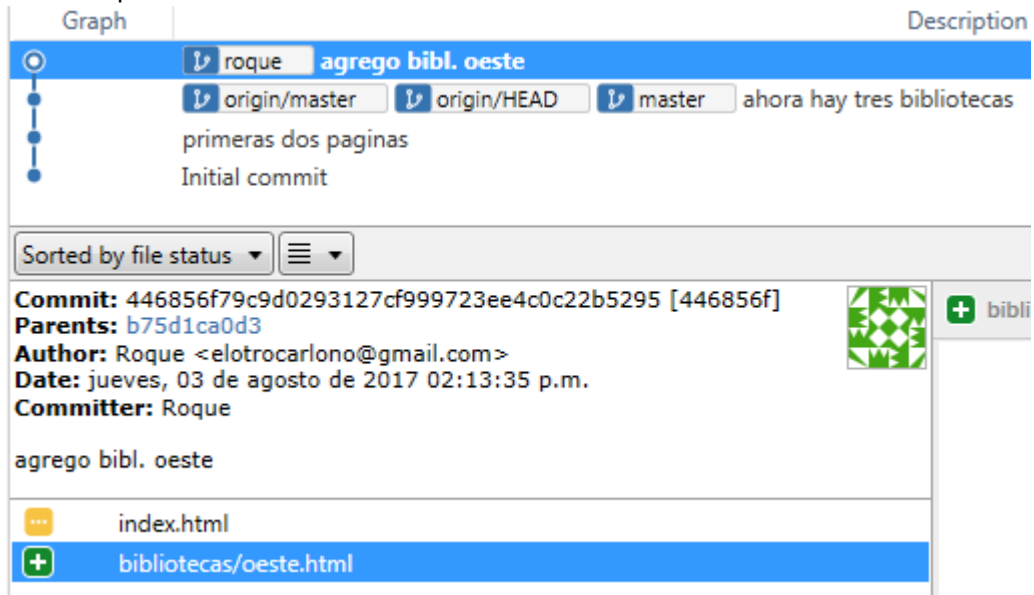 Graph Description
roque agrego bibl. oeste
origin/master origin/HEAD master ahora hay tres bibliotecas
primeras dos paginas
Initial commit
Sorted by file status
Commit: 446856f79c9d0293127cf999723ee4c0c22b5295 [446856f]
Parents: b75d1ca0d3
Author: Roque <elotrocarlono@gmail.com>
Date: jueves, 03 de agosto de 2017 02:13:35 p.m.
Committer: Roque
agrego bibl. oeste
bibli
index.html
bibliotecas/oeste.html